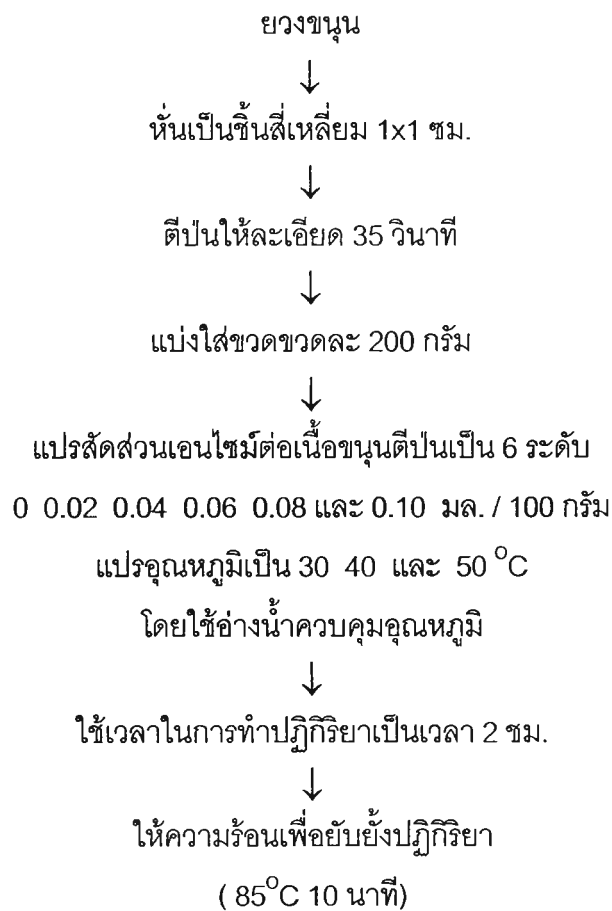 ยวงขนุน
↓
หั่นเป็นชิ้นสี่เหลี่ยม 1x1 ซม.
↓
ตีป่นให้ละเอียด 35 วินาที
↓
แบ่งใส่ขวดขวดละ 200 กรัม
↓
แปรสัดส่วนเอนไซม์ต่อเนื้อขนุนตีป่นเป็น 6 ระดับ
0 0.02 0.04 0.06 0.08 และ 0.10 มล. / 100 กรัม
แปรอุณหภูมิเป็น 30 40 และ 50 °C
โดยใช้อ่างน้ำควบคุมอุณหภูมิ
↓
ใช้เวลาในการทำปฏิกิริยาเป็นเวลา 2 ชม.
↓
ให้ความร้อนเพื่อยับยั้งปฏิกิริยา
( 85°C 10 นาที)